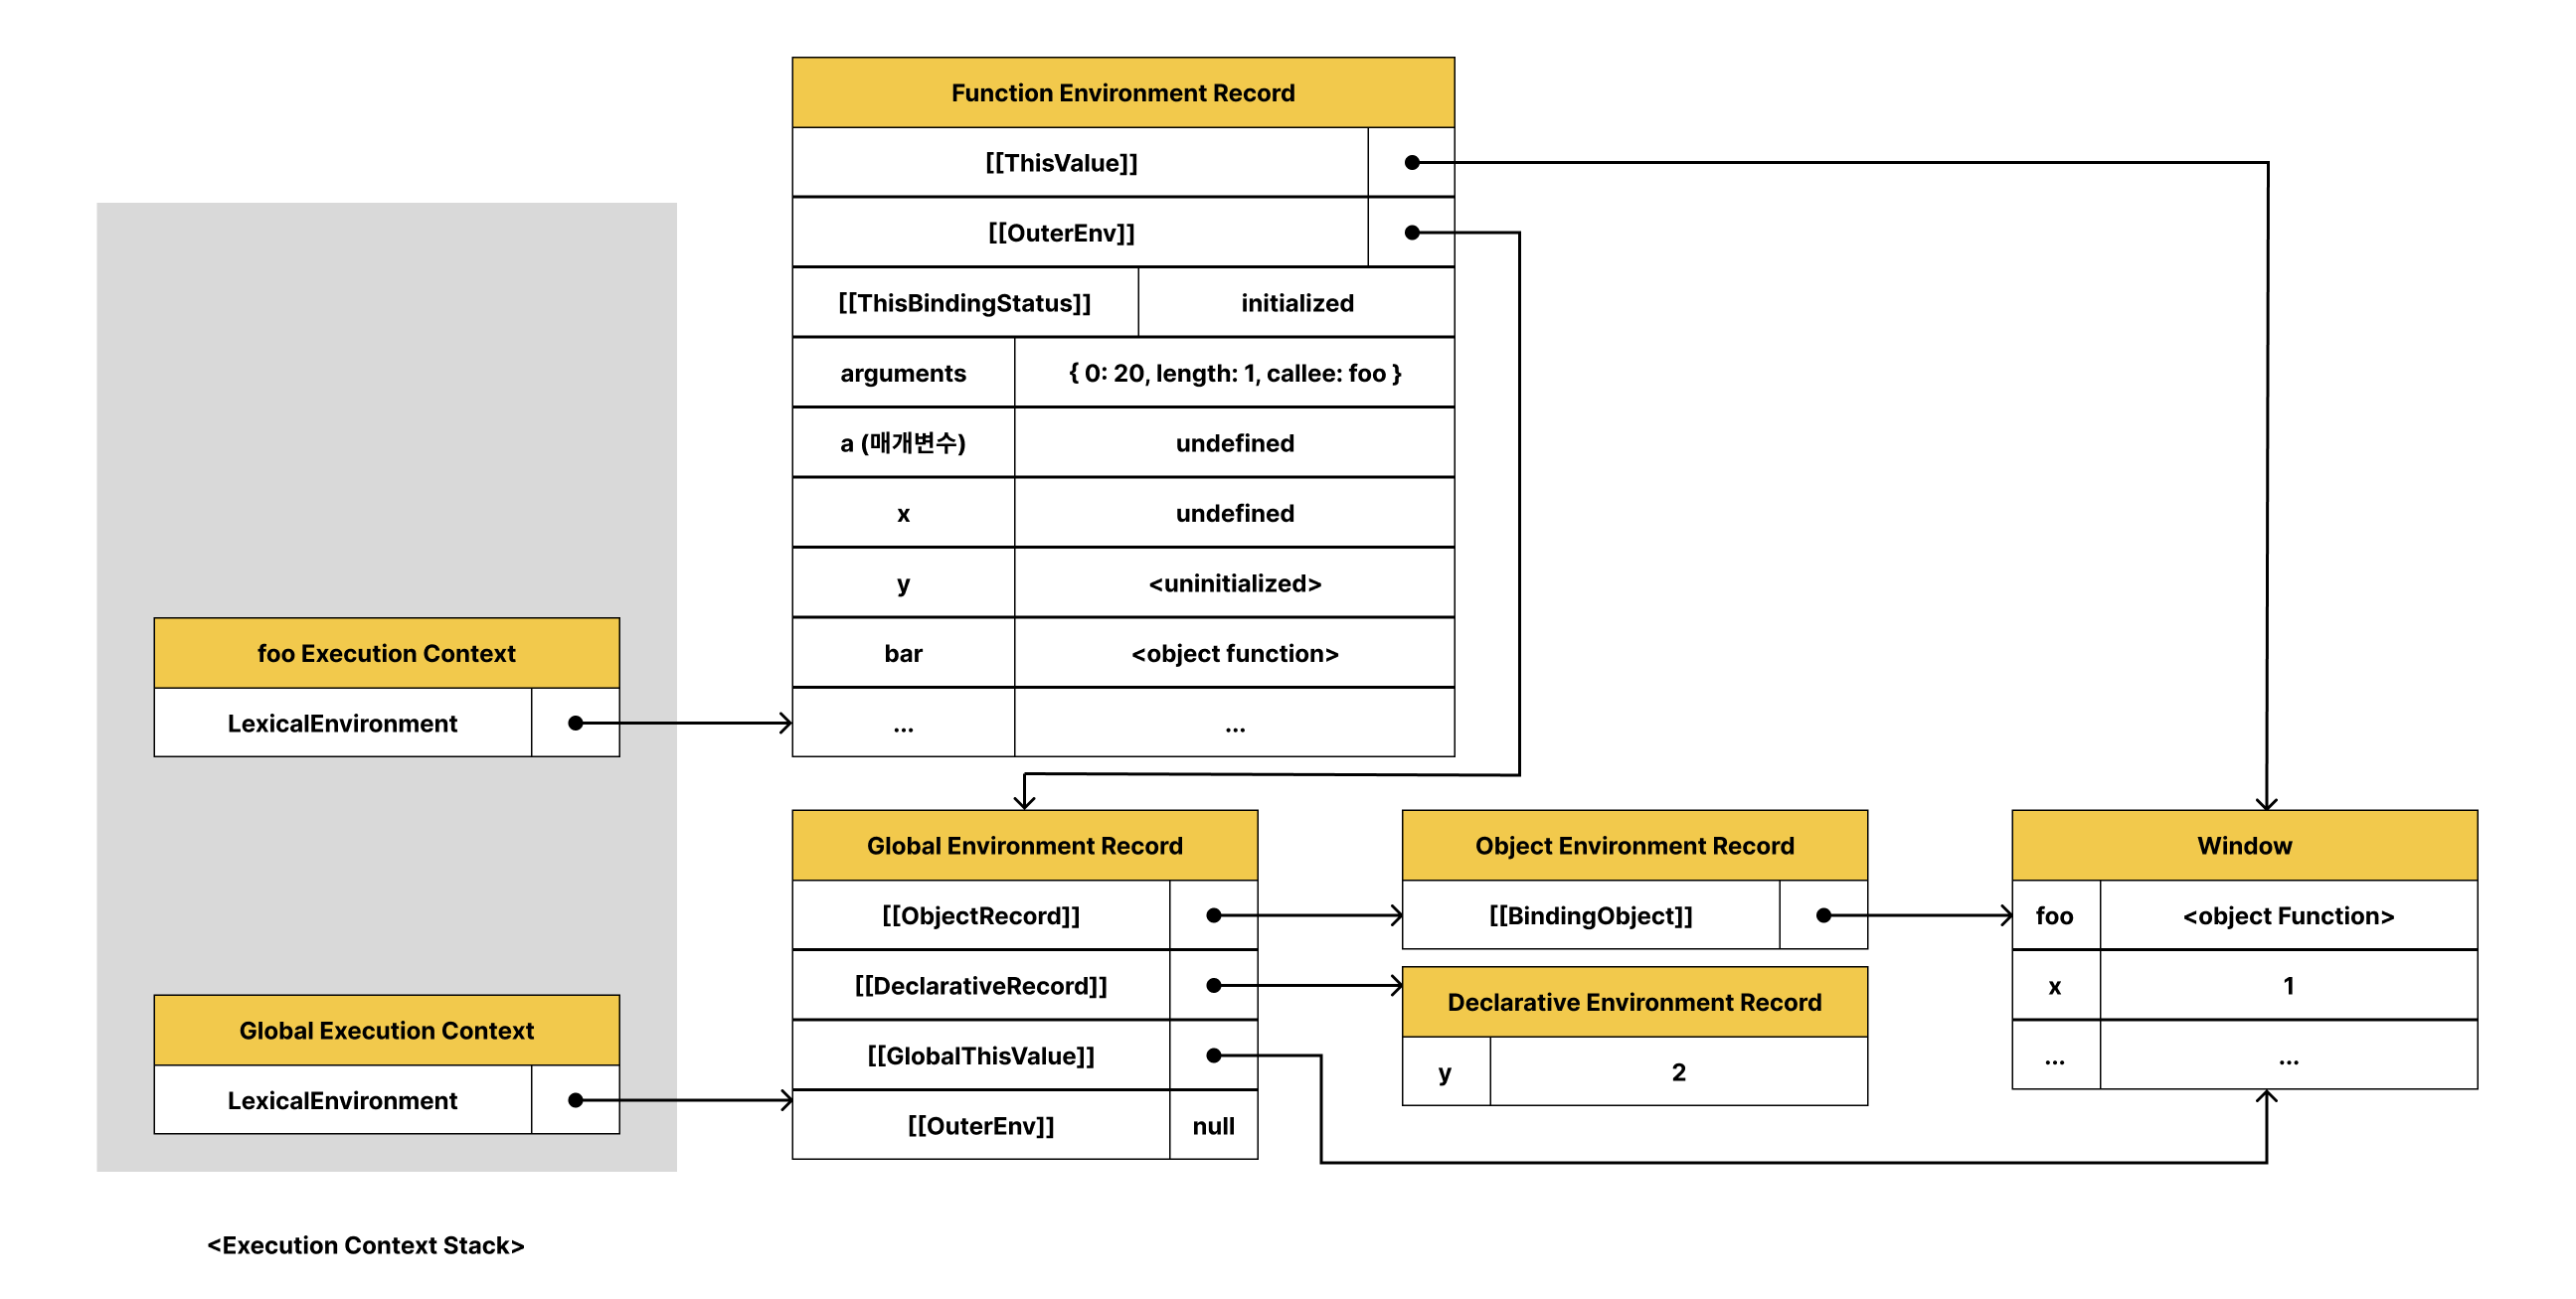 Function Environment Record
[[ThisValue]]
[[OuterEnv]]
[[ThisBindingStatus]] initialized
arguments { 0: 20, length: 1, callee: foo }
a (매개변수) undefined
x undefined
y <uninitialized>
bar <object function>
... ...
foo Execution Context
LexicalEnvironment
Global Environment Record
[[ObjectRecord]]
[[DeclarativeRecord]]
[[GlobalThisValue]]
[[OuterEnv]] null
Object Environment Record
[[BindingObject]]
Declarative Environment Record
y 2
Window
foo <object Function>
x 1
... ...
Global Execution Context
LexicalEnvironment
<Execution Context Stack>